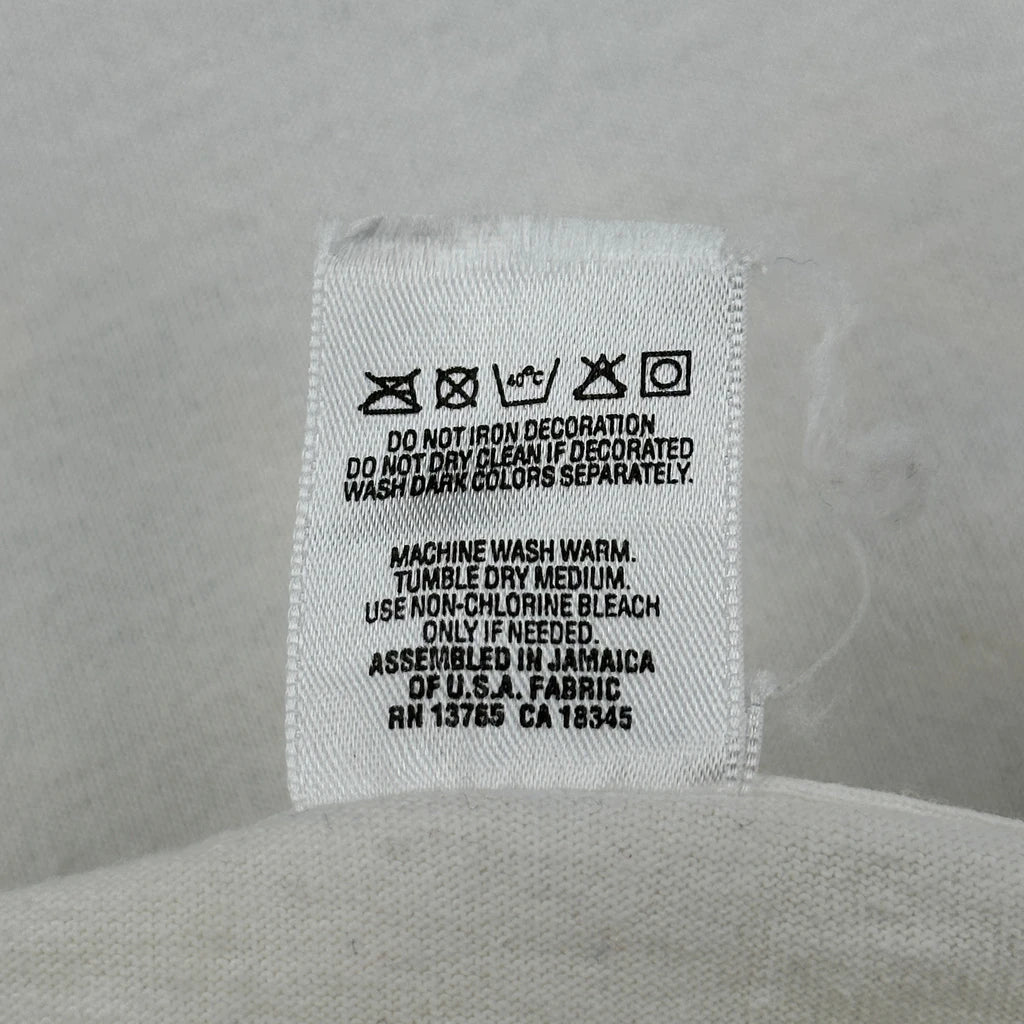 40°C
DO NOT IRON DECORATION
DO NOT DRY CLEAN IF DECORATED
WASH DARK COLORS SEPARATELY.
MACHINE WASH WARM.
TUMBLE DRY MEDIUM.
USE NON-CHLORINE BLEACH
ONLY IF NEEDED.
ASSEMBLED IN JAMAICA
OF U.S.A. FABRIC
RN 13765 CA 18345